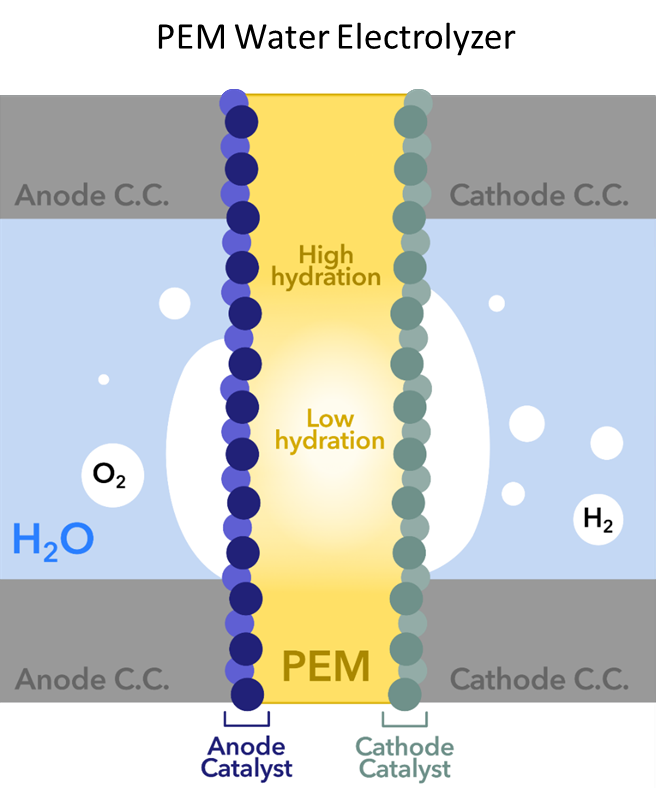 PEM Water Electrolyzer
Anode C.C.
Cathode C.C.
High
hydration
Low
hydration
O₂
H₂O
H₂
Anode C.C.
PEM
Cathode C.C.
Anode
Catalyst
Cathode
Catalyst